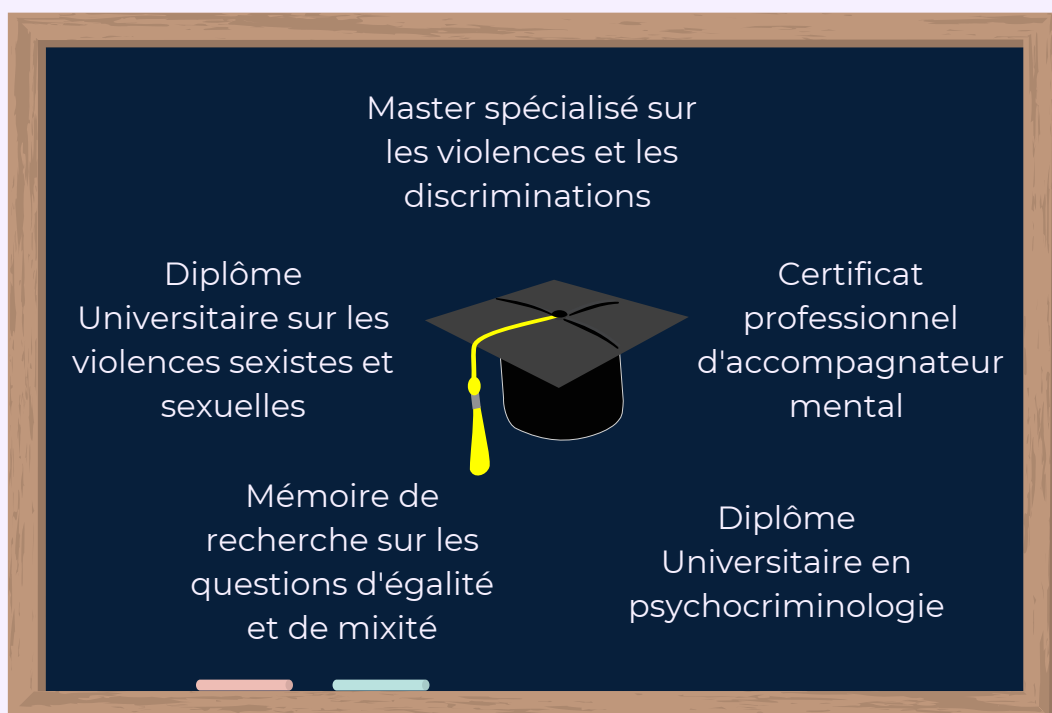 Master spécialisé sur
les violences et les
discriminations
Diplôme
Universitaire sur les
violences sexistes et
sexuelles
Certificat
professionnel
d'accompagnateur
mental
Mémoire de
recherche sur les
questions d'égalité
et de mixité
Diplôme
Universitaire en
psychocriminologie